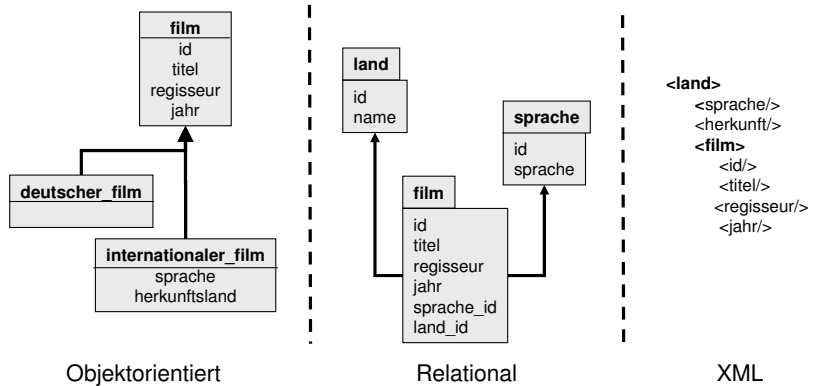 film
id
titel
regisseur
jahr
deutscher_film
internationaler_film
sprache
herkunftsland
Objektorientiert
land
id
name
sprache
id
sprache
film
id
titel
regisseur
jahr
sprache_id
land_id
Relational
<land>
<sprache/>
<herkunft/>
<film>
<id/>
<titel/>
<regisseur/>
<jahr/>
XML